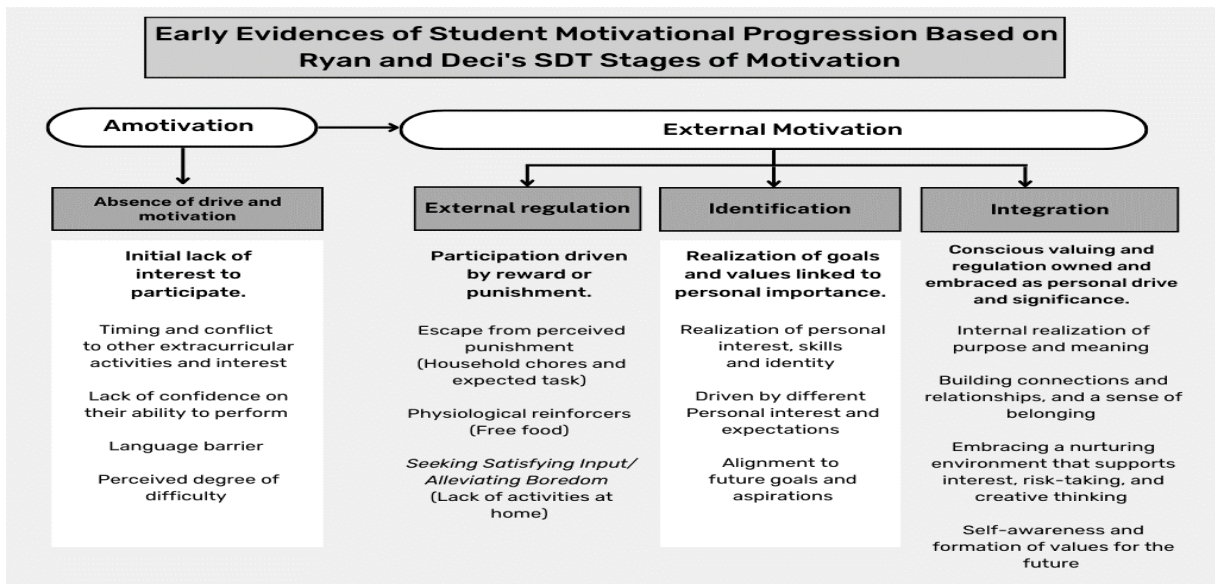 Early Evidences of Student Motivational Progression Based on
Ryan and Deci's SDT Stages of Motivation
Amotivation
External Motivation
Absence of drive and
motivation
Initial lack of
interest to
participate.
Timing and conflict
to other extracurricular
activities and interest
Lack of confidence on
their ability to perform
Language barrier
Perceived degree of
difficulty
External regulation
Participation driven
by reward or
punishment.
Escape from perceived
punishment
(Household chores and
expected task)
Physiological reinforcers
(Free food)
Seeking Satisfying Input/
Alleviating Boredom
(Lack of activities at
home)
Identification
Realization of goals
and values linked to
personal importance.
Realization of personal
interest, skills
and identity
Driven by different
Personal interest and
expectations
Alignment to
future goals and
aspirations
Integration
Conscious valuing and
regulation owned and
embraced as personal drive
and significance.
Internal realization of
purpose and meaning
Building connections and
relationships, and a sense of
belonging
Embracing a nurturing
environment that supports
interest, risk-taking, and
creative thinking
Self-awareness and
formation of values for the
future